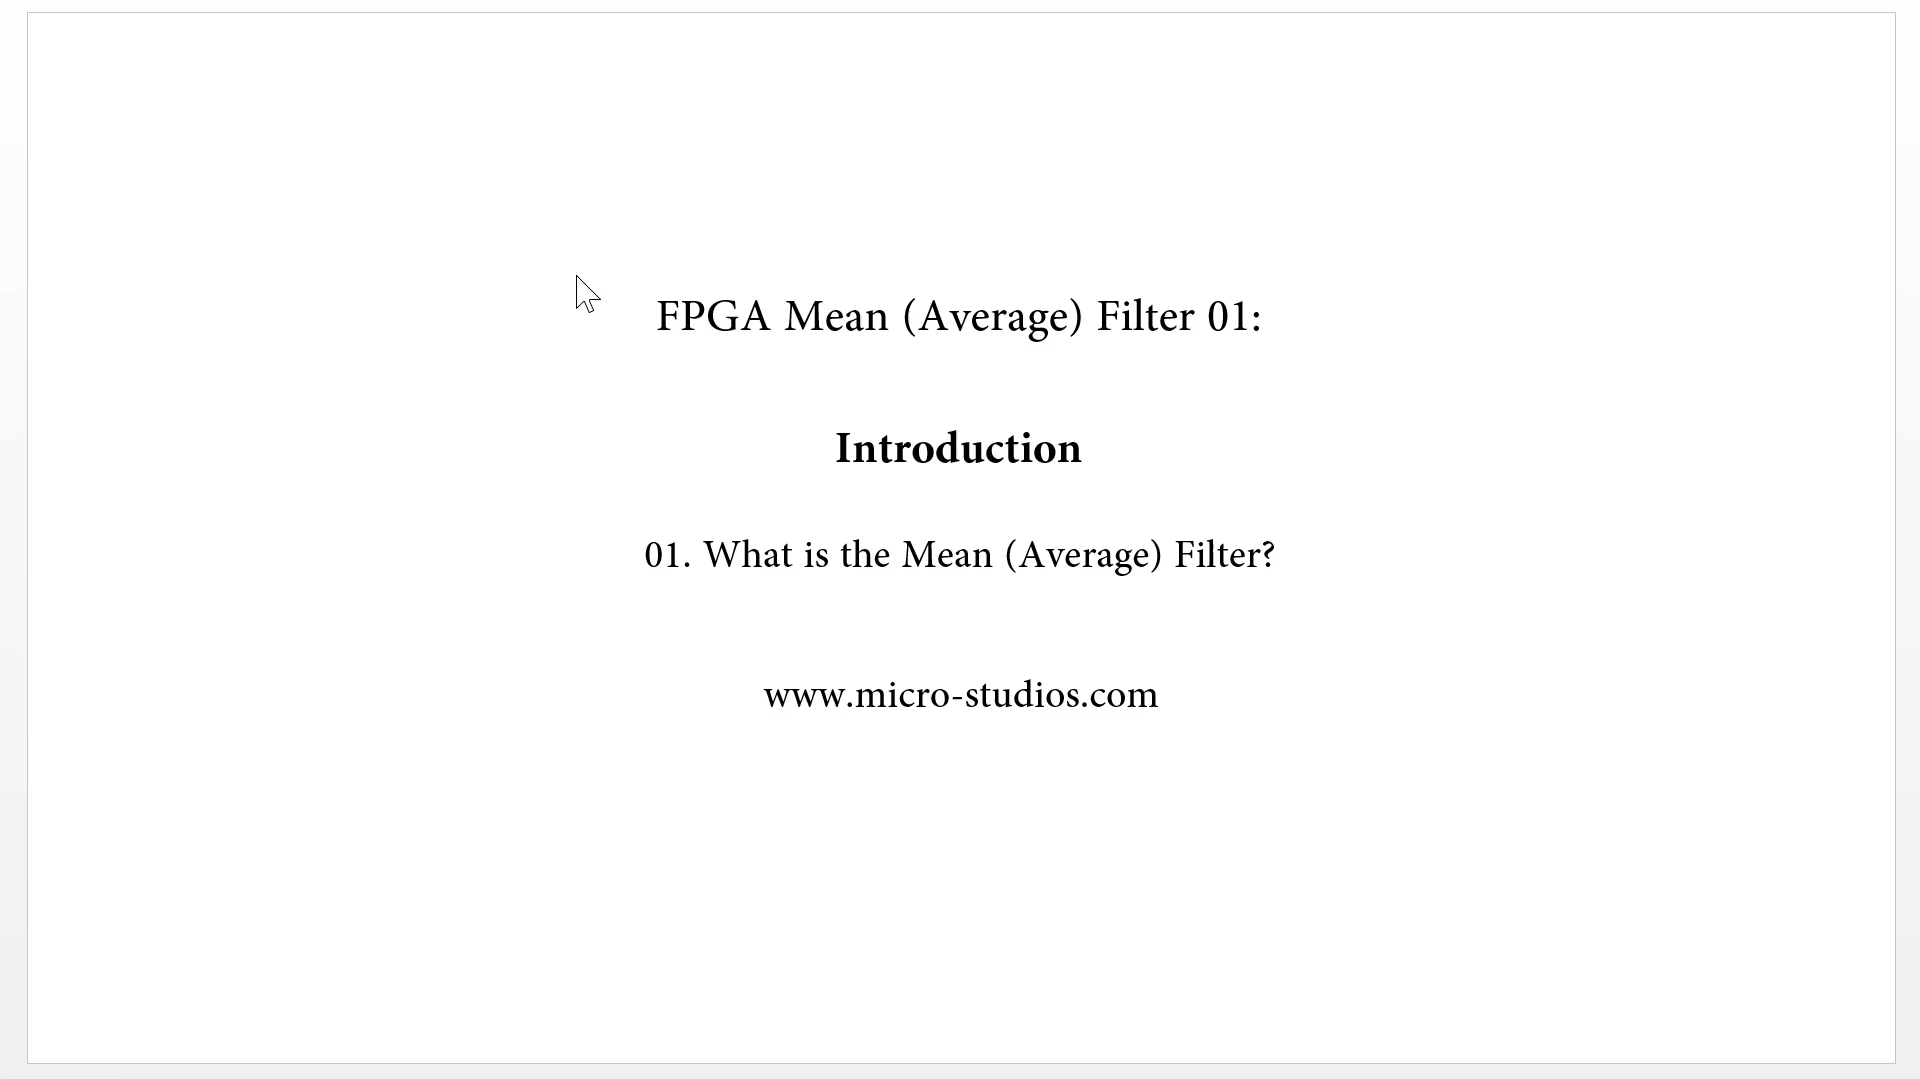 FPGA Mean (Average) Filter 01:
Introduction
01. What is the Mean (Average) Filter?
www.micro-studios.com